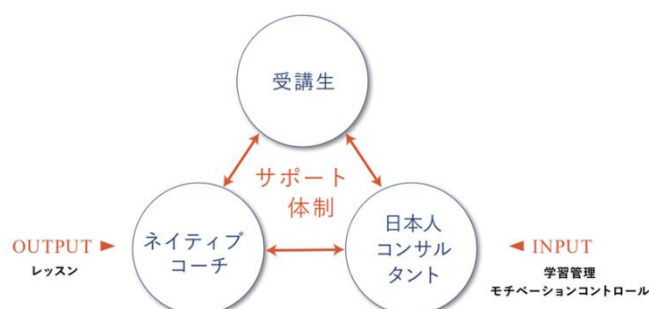 受講生
サポート
体制
ネイティブ
コーチ
日本人
コンサル
タント
OUTPUT ►
レッスン
◄ INPUT
学習管理
モチベーションコントロール